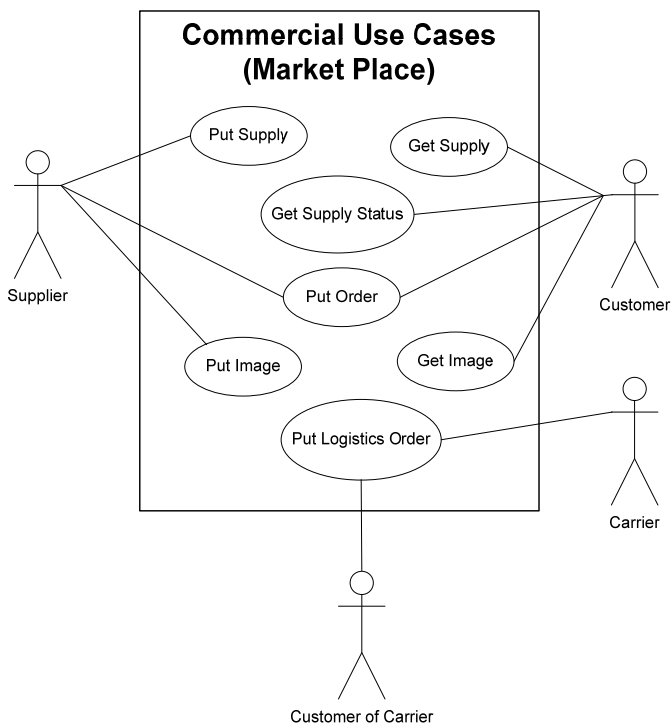 Commercial Use Cases
(Market Place)
Put Supply
Get Supply
Get Supply Status
Supplier
Put Order
Customer
Put Image
Get Image
Put Logistics Order
Carrier
Customer of Carrier